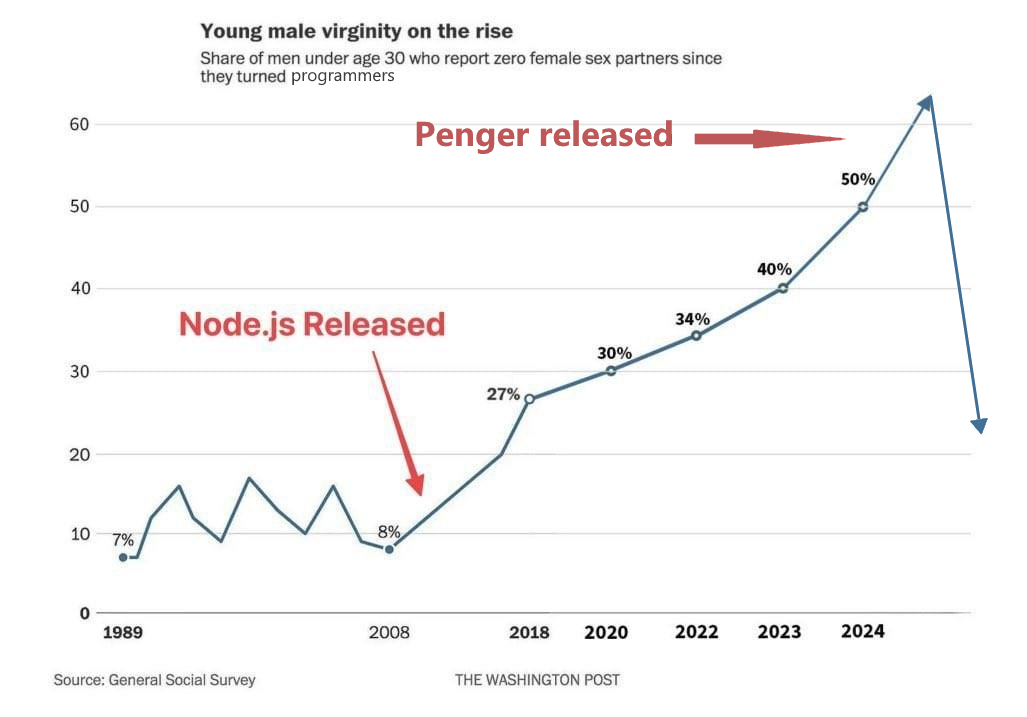 Young male virginity on the rise
Share of men under age 30 who report zero female sex partners since
they turned programmers
60
Penger released
50%
50
40%
40
Node.js Released
34%
30%
30
27%
20
8%
10
7%
0
1989 2008 2018 2020 2022 2023 2024
Source: General Social Survey THE WASHINGTON POST